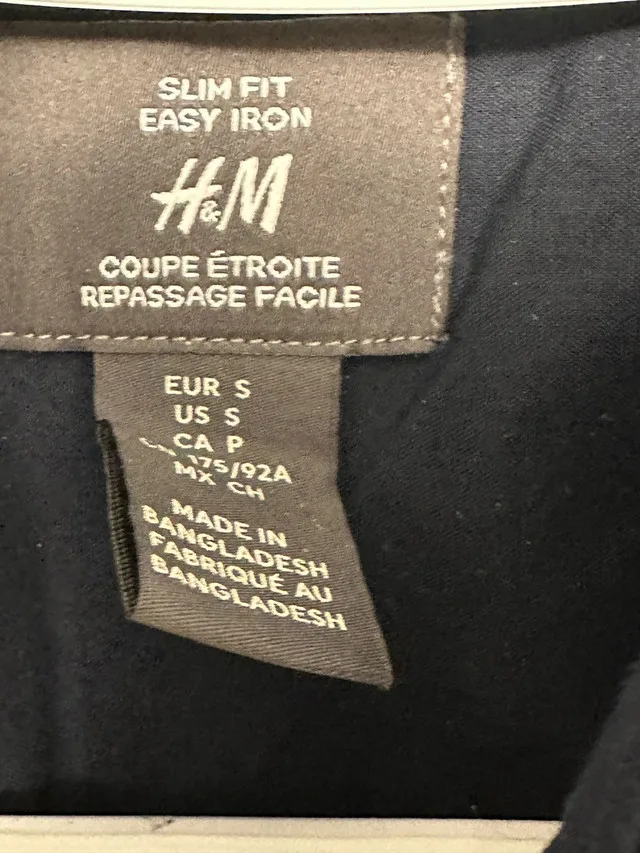 SLIM FIT
EASY IRON
H&M
COUPE ÉTROITE
REPASSAGE FACILE
EUR S
US S
CA P
175/92A
MX CH
MADE IN
BANGLADESH
FABRIQUÉ AU
BANGLADESH